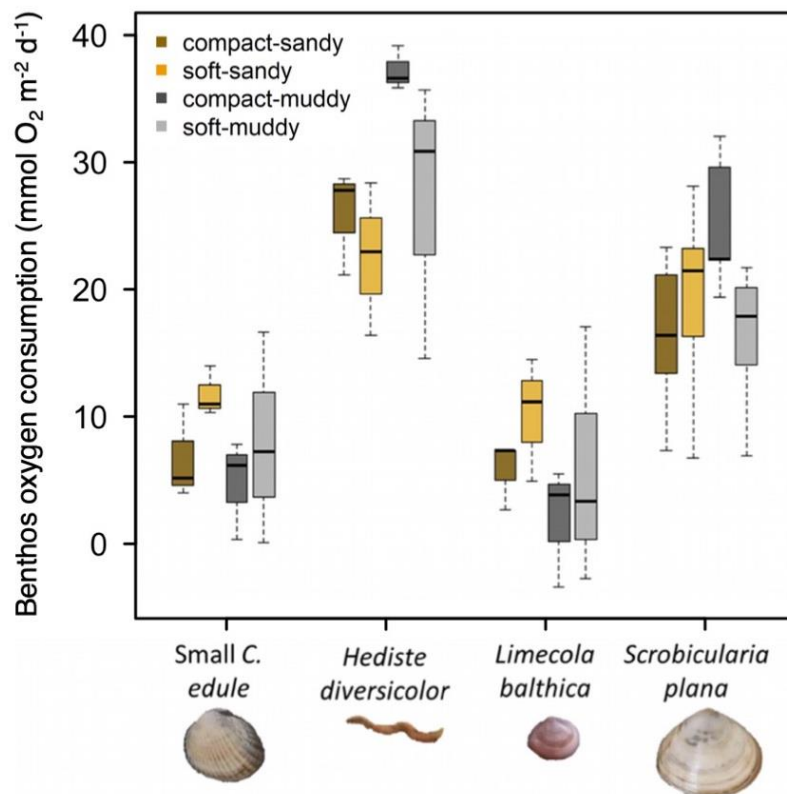 Benthos oxygen consumption (mmol O₂ m⁻² d⁻¹)
40
30
20
10
0
compact-sandy
soft-sandy
compact-muddy
soft-muddy
Small C.
edule
Hediste
diversicolor
Limecola
balthica
Scrobicularia
plana